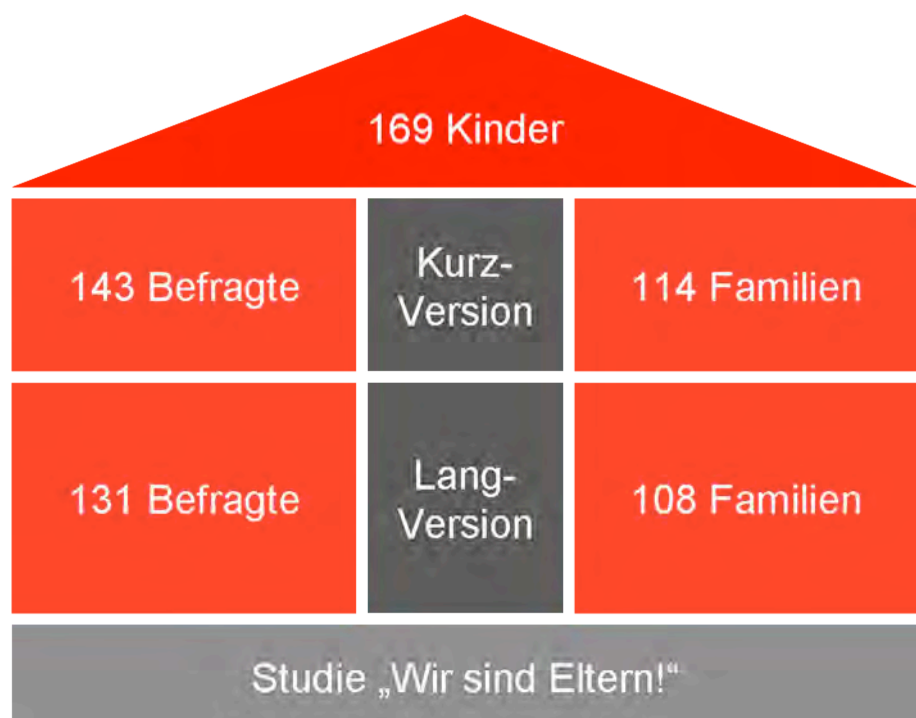 169 Kinder
143 Befragte
Kurz-
Version
114 Familien
131 Befragte
Lang-
Version
108 Familien
Studie „Wir sind Eltern!“